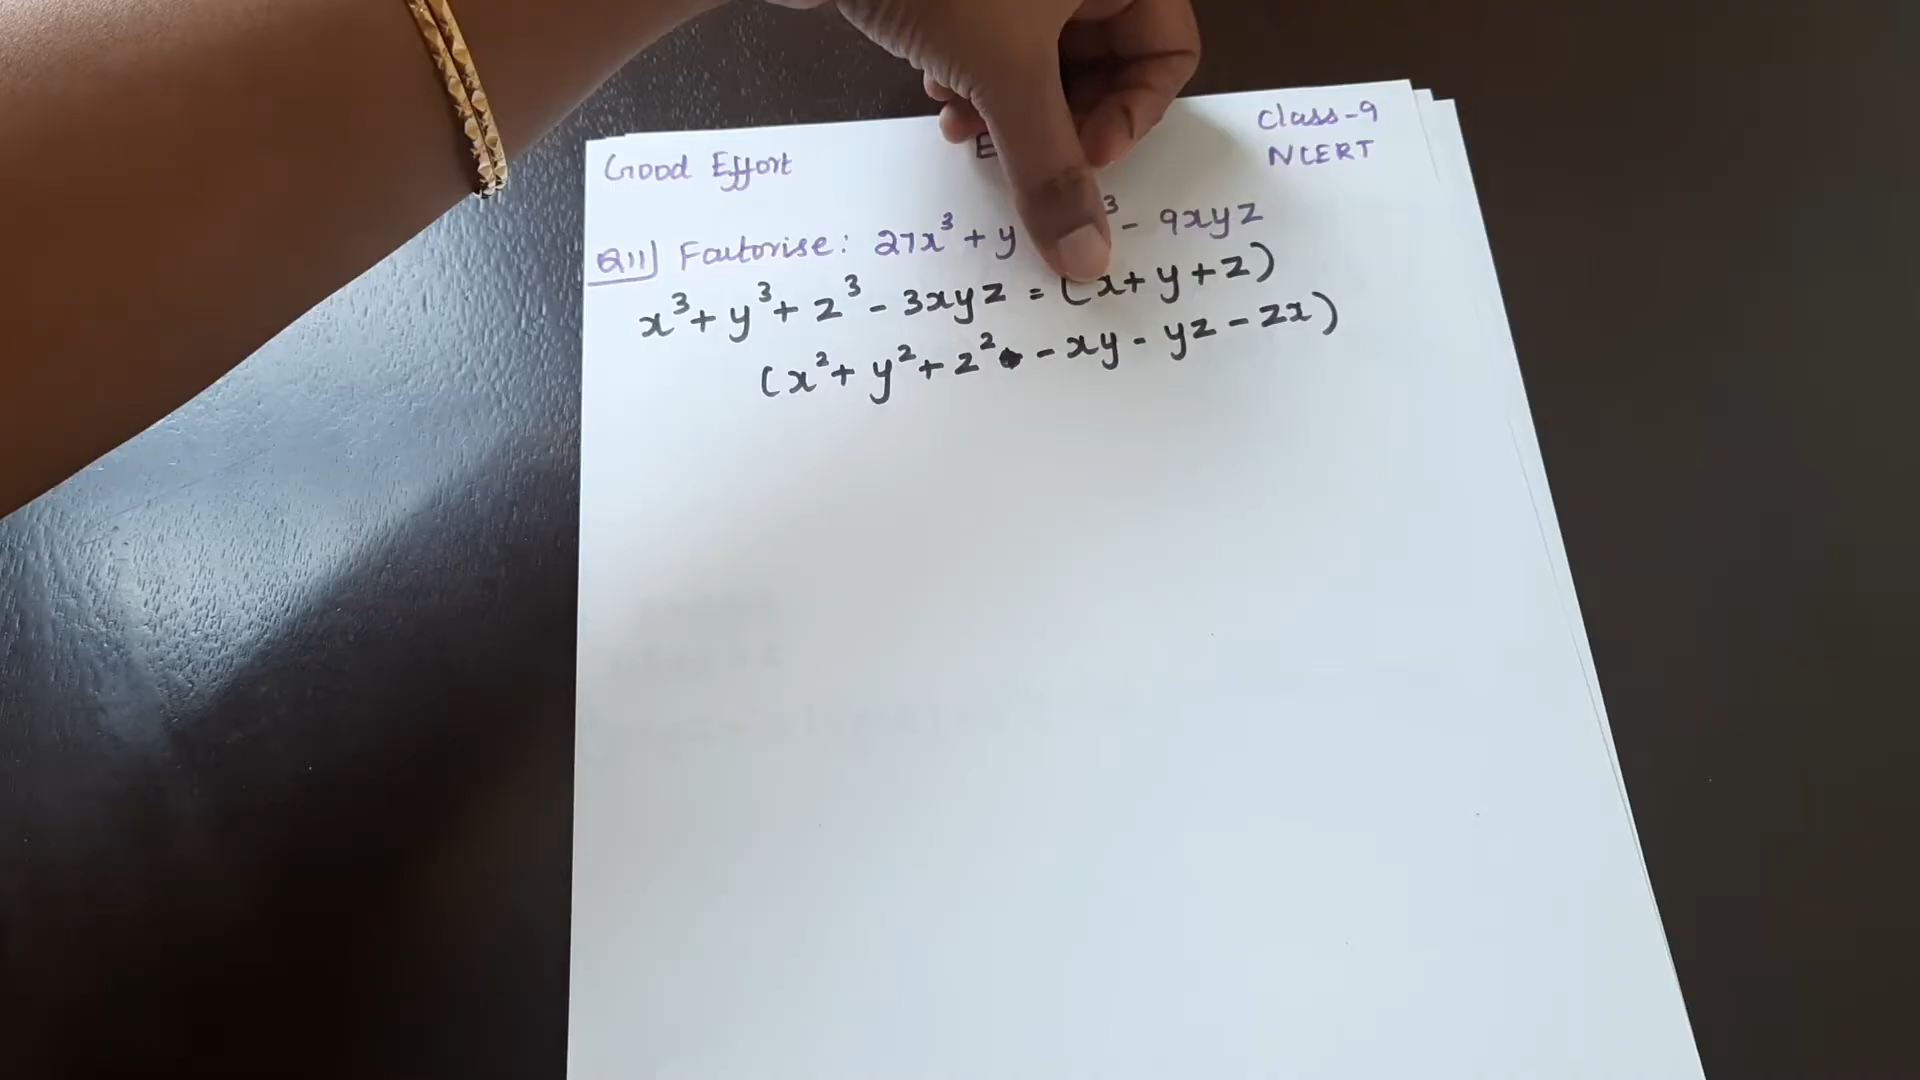 Good Effort
Class-9
NCERT
Q11) Factorise: 27x³ + y ³ - 9xyz
x³ + y³ + z³ - 3xyz = (x + y + z)
(x² + y² + z² - xy - yz - zx)